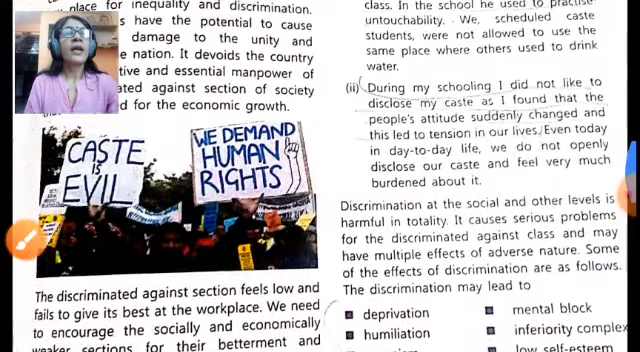 place for inequality and discrimination.
have the potential to cause
damage to the unity and
nation. It devoids the country
tive and essential manpower of
ated against section of society
d for the economic growth.
CASTE
IS
EVIL
WE DEMAND
HUMAN
RIGHTS
The discriminated against section feels low and
fails to give its best at the workplace. We need
to encourage the socially and economically
weaker sections for their betterment and
class. In the school he used to practise
untouchability. We, scheduled caste
students, were not allowed to use the
same place where others used to drink
water.
(ii) During my schooling I did not like to
disclose my caste as I found that the
people's attitude suddenly changed and
this led to tension in our lives. Even today
in day-to-day life, we do not openly
disclose our caste and feel very much
burdened about it.
Discrimination at the social and other levels is
harmful in totality. It causes serious problems
for the discriminated against class and may
have multiple effects of adverse nature. Some
of the effects of discrimination are as follows.
The discrimination may lead to
deprivation
humiliation
mental block
inferiority complex
low self-esteem